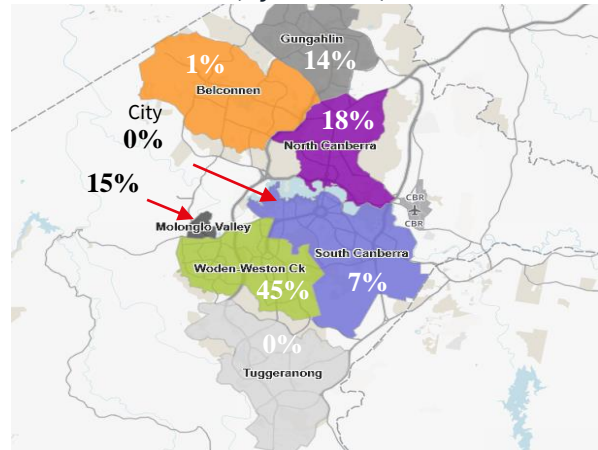 Gungahlin
14%
1%
Belconnen
City
0%
18%
North Canberra
15%
CBR
CBR
Molonglo Valley
South Canberra
Woden-Weston Ck
45%
7%
0%
Tuggeranong